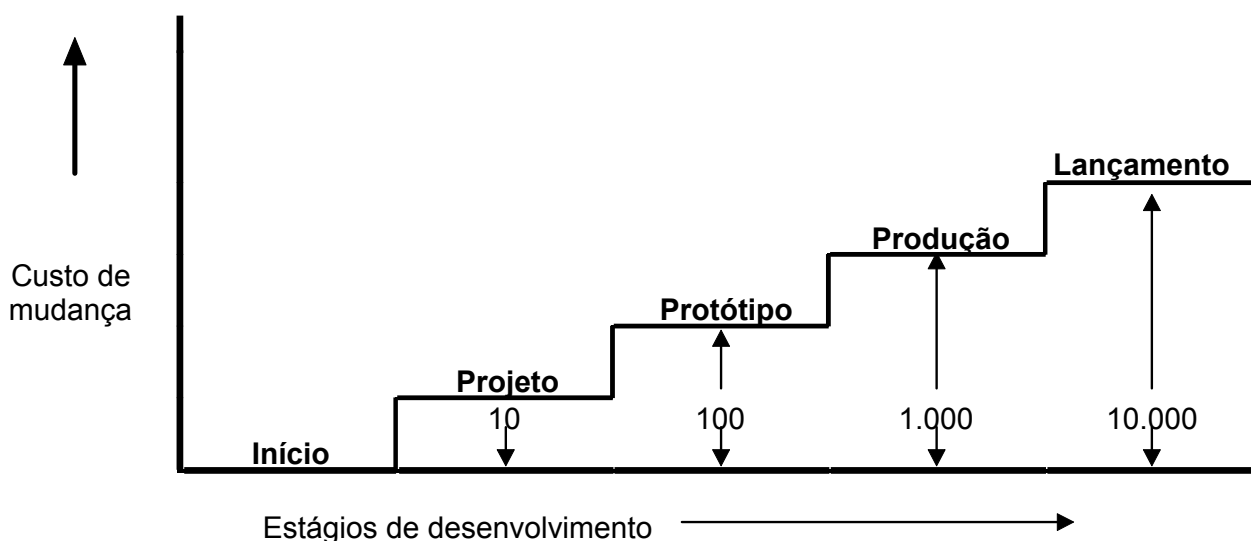 Lançamento
Produção
Custo de
mudança
Protótipo
Projeto
10
100
1.000
10.000
Início
Estágios de desenvolvimento